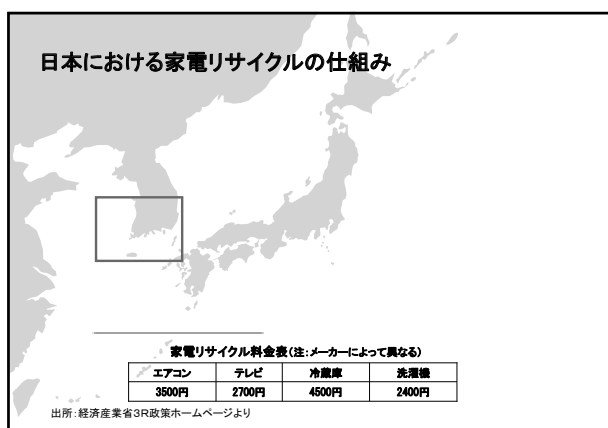 日本における家電リサイクルの仕組み
家電リサイクル料金表(注:メーカーによって異なる)
エアコン テレビ 冷蔵庫 洗濯機
3500円 2700円 4500円 2400円
出所:経済産業省3R政策ホームページより